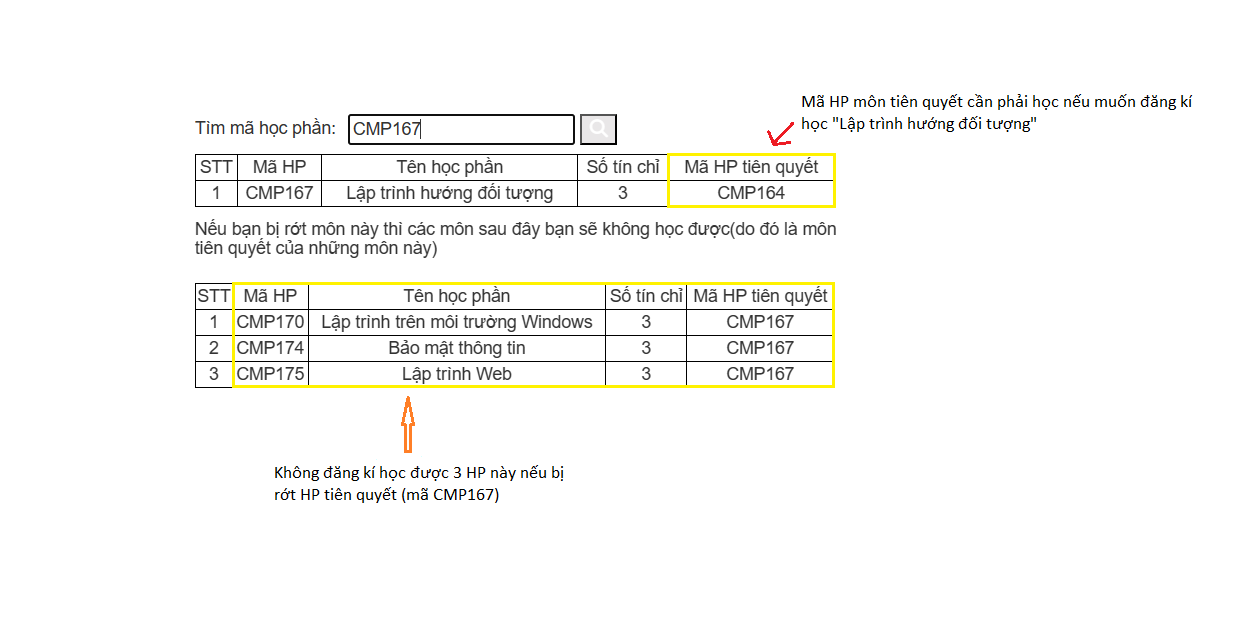 Mã HP môn tiên quyết cần phải học nếu muốn đăng kí
học "Lập trình hướng đối tượng"
Tìm mã học phần: CMP167
STT Mã HP Tên học phần Số tín chỉ Mã HP tiên quyết
1 CMP167 Lập trình hướng đối tượng 3 CMP164
Nếu bạn bị rớt môn này thì các môn sau đây bạn sẽ không học được(do đó là môn
tiên quyết của những môn này)
STT Mã HP Tên học phần Số tín chỉ Mã HP tiên quyết
1 CMP170 Lập trình trên môi trường Windows 3 CMP167
2 CMP174 Bảo mật thông tin 3 CMP167
3 CMP175 Lập trình Web 3 CMP167
Không đăng kí học được 3 HP này nếu bị
rớt HP tiên quyết (mã CMP167)